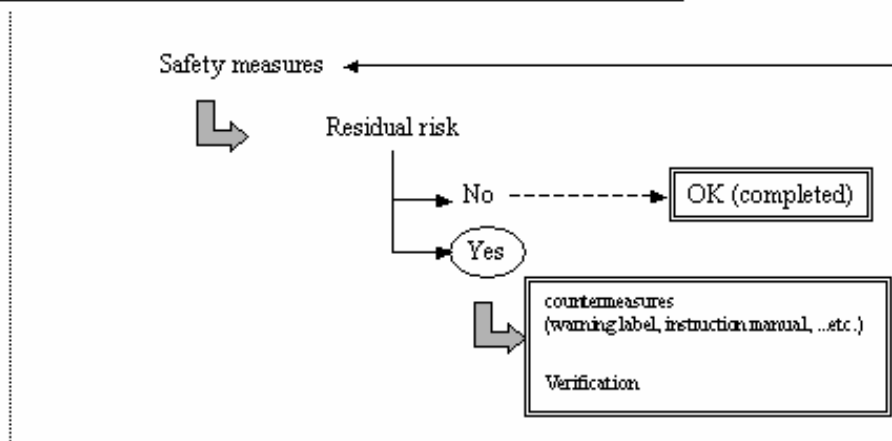 Safety measures
Residual risk
No
OK (completed)
Yes
countermeasures
(warning label, instruction manual, ...etc.)
Verification